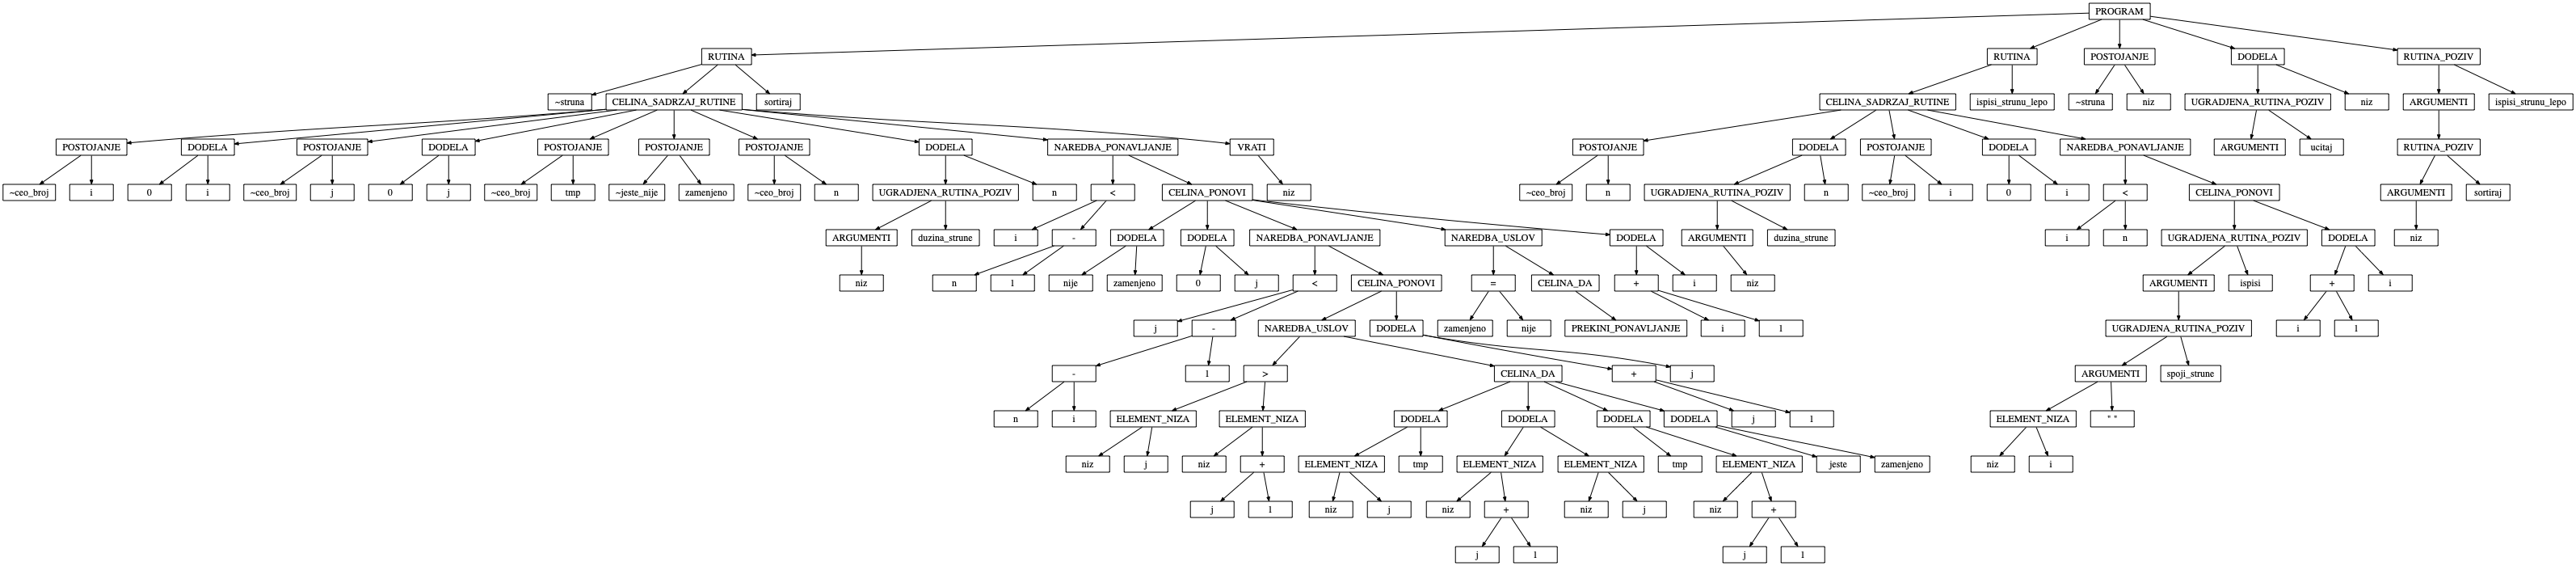 PROGRAM
RUTINA RUTINA POSTOJANJE DODELA RUTINA_POZIV
~struna CELINA_SADRZAJ_RUTINE sortiraj CELINA_SADRZAJ_RUTINE ispisi_strunu_lepo ~struna niz UGRADJENA_RUTINA_POZIV niz ARGUMENTI ispisi_strunu_lepo
POSTOJANJE DODELA POSTOJANJE DODELA POSTOJANJE POSTOJANJE POSTOJANJE DODELA NAREDBA_PONAVLJANJE VRATI POSTOJANJE DODELA POSTOJANJE DODELA NAREDBA_PONAVLJANJE ARGUMENTI ucitaj RUTINA_POZIV
~ceo_broj i 0 i ~ceo_broj j 0 j ~ceo_broj tmp ~jeste_nije zamenjeno ~ceo_broj n UGRADJENA_RUTINA_POZIV n < CELINA_PONOVI niz ~ceo_broj n UGRADJENA_RUTINA_POZIV n ~ceo_broj i 0 i < CELINA_PONOVI ARGUMENTI sortiraj
ARGUMENTI duzina_strune i - DODELA DODELA NAREDBA_PONAVLJANJE NAREDBA_USLOV DODELA ARGUMENTI duzina_strune i n UGRADJENA_RUTINA_POZIV DODELA niz
niz n 1 nije zamenjeno 0 j < CELINA_PONOVI = CELINA_DA + i niz ARGUMENTI ispisi + i
j - NAREDBA_USLOV DODELA zamenjeno nije PREKINI_PONAVLJANJE i 1 UGRADJENA_RUTINA_POZIV i 1
- 1 > CELINA_DA + j ARGUMENTI spoji_strune
n i ELEMENT_NIZA ELEMENT_NIZA DODELA DODELA DODELA DODELA j 1 ELEMENT_NIZA " "
niz j niz + ELEMENT_NIZA tmp ELEMENT_NIZA ELEMENT_NIZA tmp ELEMENT_NIZA jeste zamenjeno niz i
j 1 niz j niz + niz j niz +
j 1 j 1